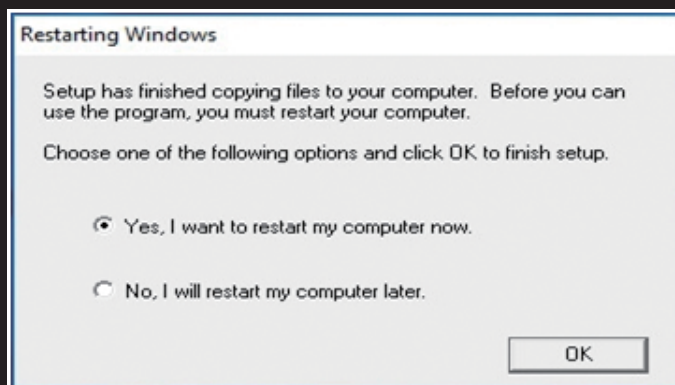 Restarting Windows
Setup has finished copying files to your computer.  Before you can
use the program, you must restart your computer.
Choose one of the following options and click OK to finish setup.
Yes, I want to restart my computer now.
No, I will restart my computer later.
OK